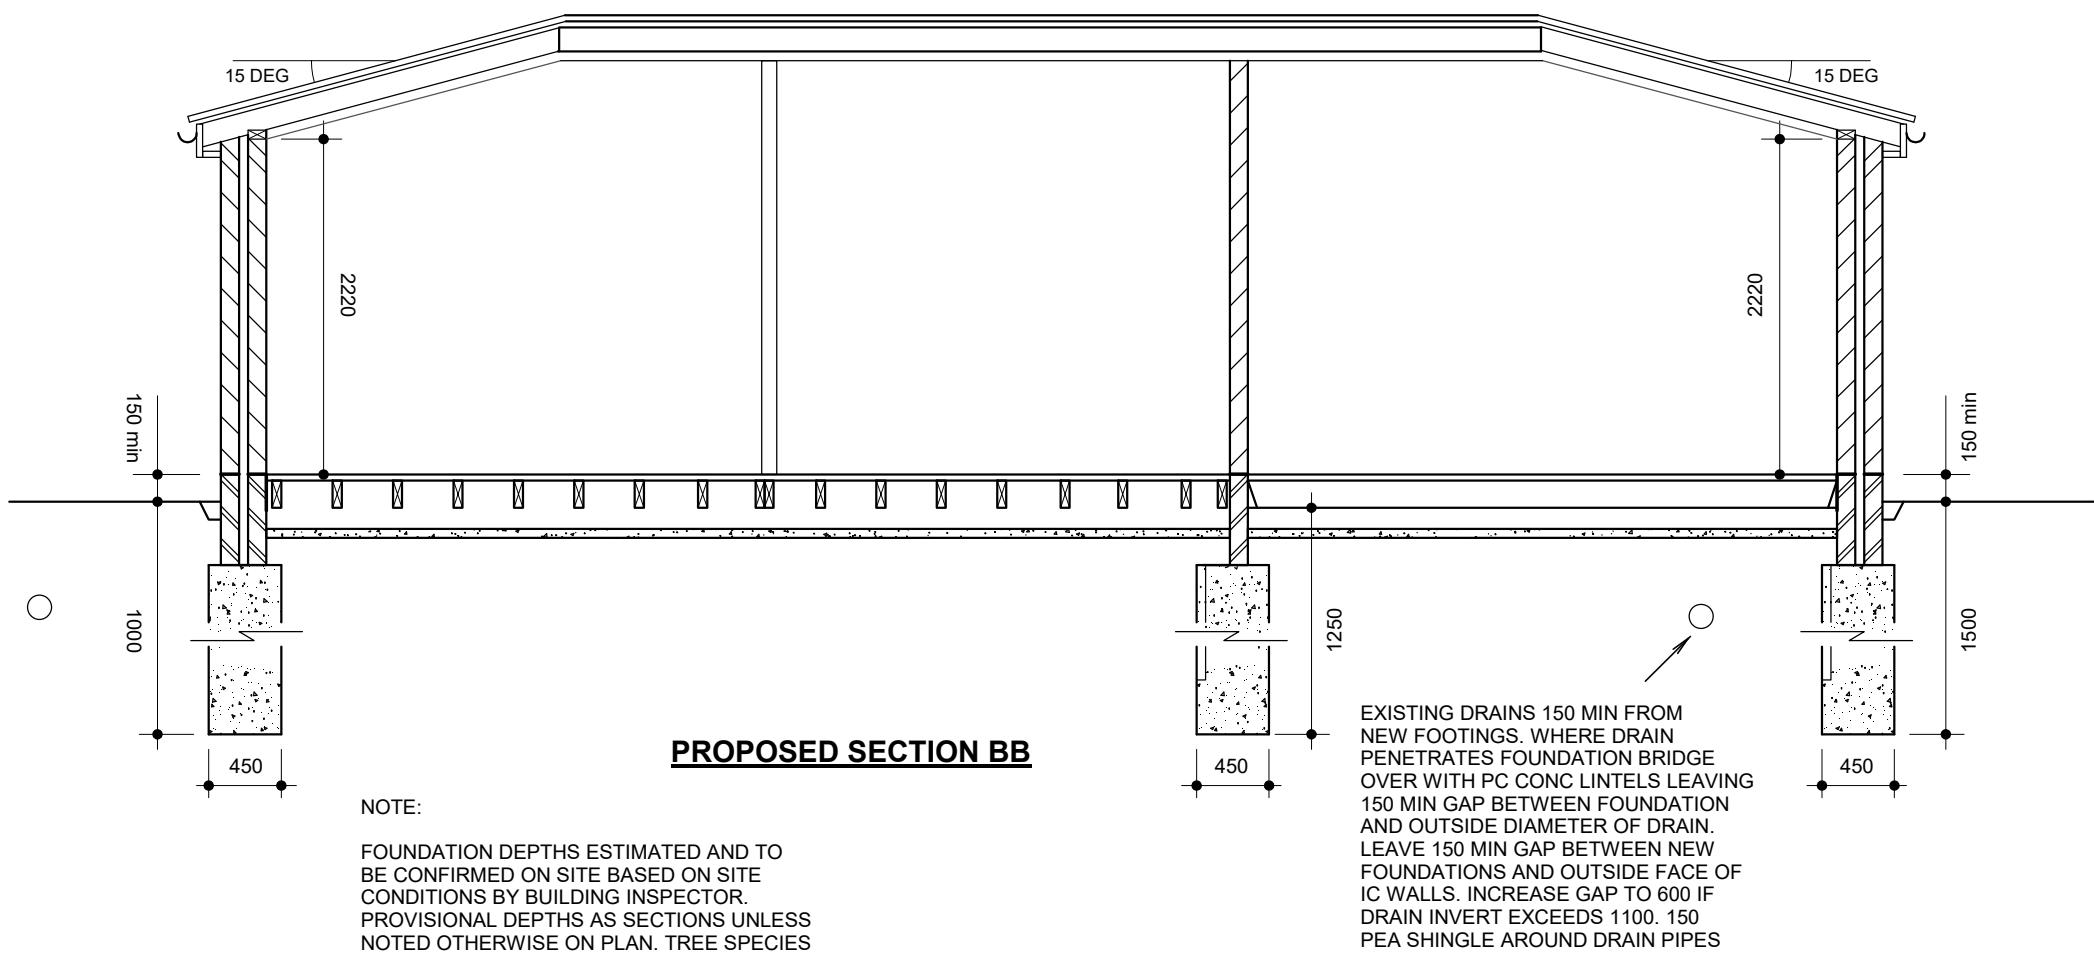 15 DEG
15 DEG
2220
2220
150 min
150 min
1000
1250
1500
450
450
450
PROPOSED SECTION BB
NOTE:
FOUNDATION DEPTHS ESTIMATED AND TO
BE CONFIRMED ON SITE BASED ON SITE
CONDITIONS BY BUILDING INSPECTOR.
PROVISIONAL DEPTHS AS SECTIONS UNLESS
NOTED OTHERWISE ON PLAN. TREE SPECIES
EXISTING DRAINS 150 MIN FROM
NEW FOOTINGS. WHERE DRAIN
PENETRATES FOUNDATION BRIDGE
OVER WITH PC CONC LINTELS LEAVING
150 MIN GAP BETWEEN FOUNDATION
AND OUTSIDE DIAMETER OF DRAIN.
LEAVE 150 MIN GAP BETWEEN NEW
FOUNDATIONS AND OUTSIDE FACE OF
IC WALLS. INCREASE GAP TO 600 IF
DRAIN INVERT EXCEEDS 1100. 150
PEA SHINGLE AROUND DRAIN PIPES